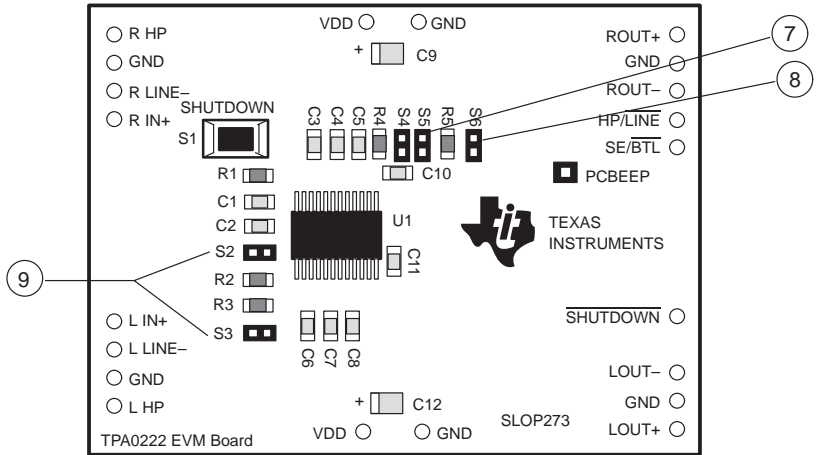 VDD GND
R HP
GND
R LINE–
R IN+
+ C9
ROUT+
GND
ROUT–
HP/LINE
SE/BTL
7
8
SHUTDOWN
S1
C3 C4 C5 R4 S4 S5 R5 S6
C10
PCBEEP
R1
C1
C2
S2
R2
R3
S3
U1
C11
TEXAS
INSTRUMENTS
9
L IN+
L LINE–
GND
L HP
C6 C7 C8
SHUTDOWN
LOUT–
GND
LOUT+
+ C12
SLOP273
TPA0222 EVM Board
VDD GND